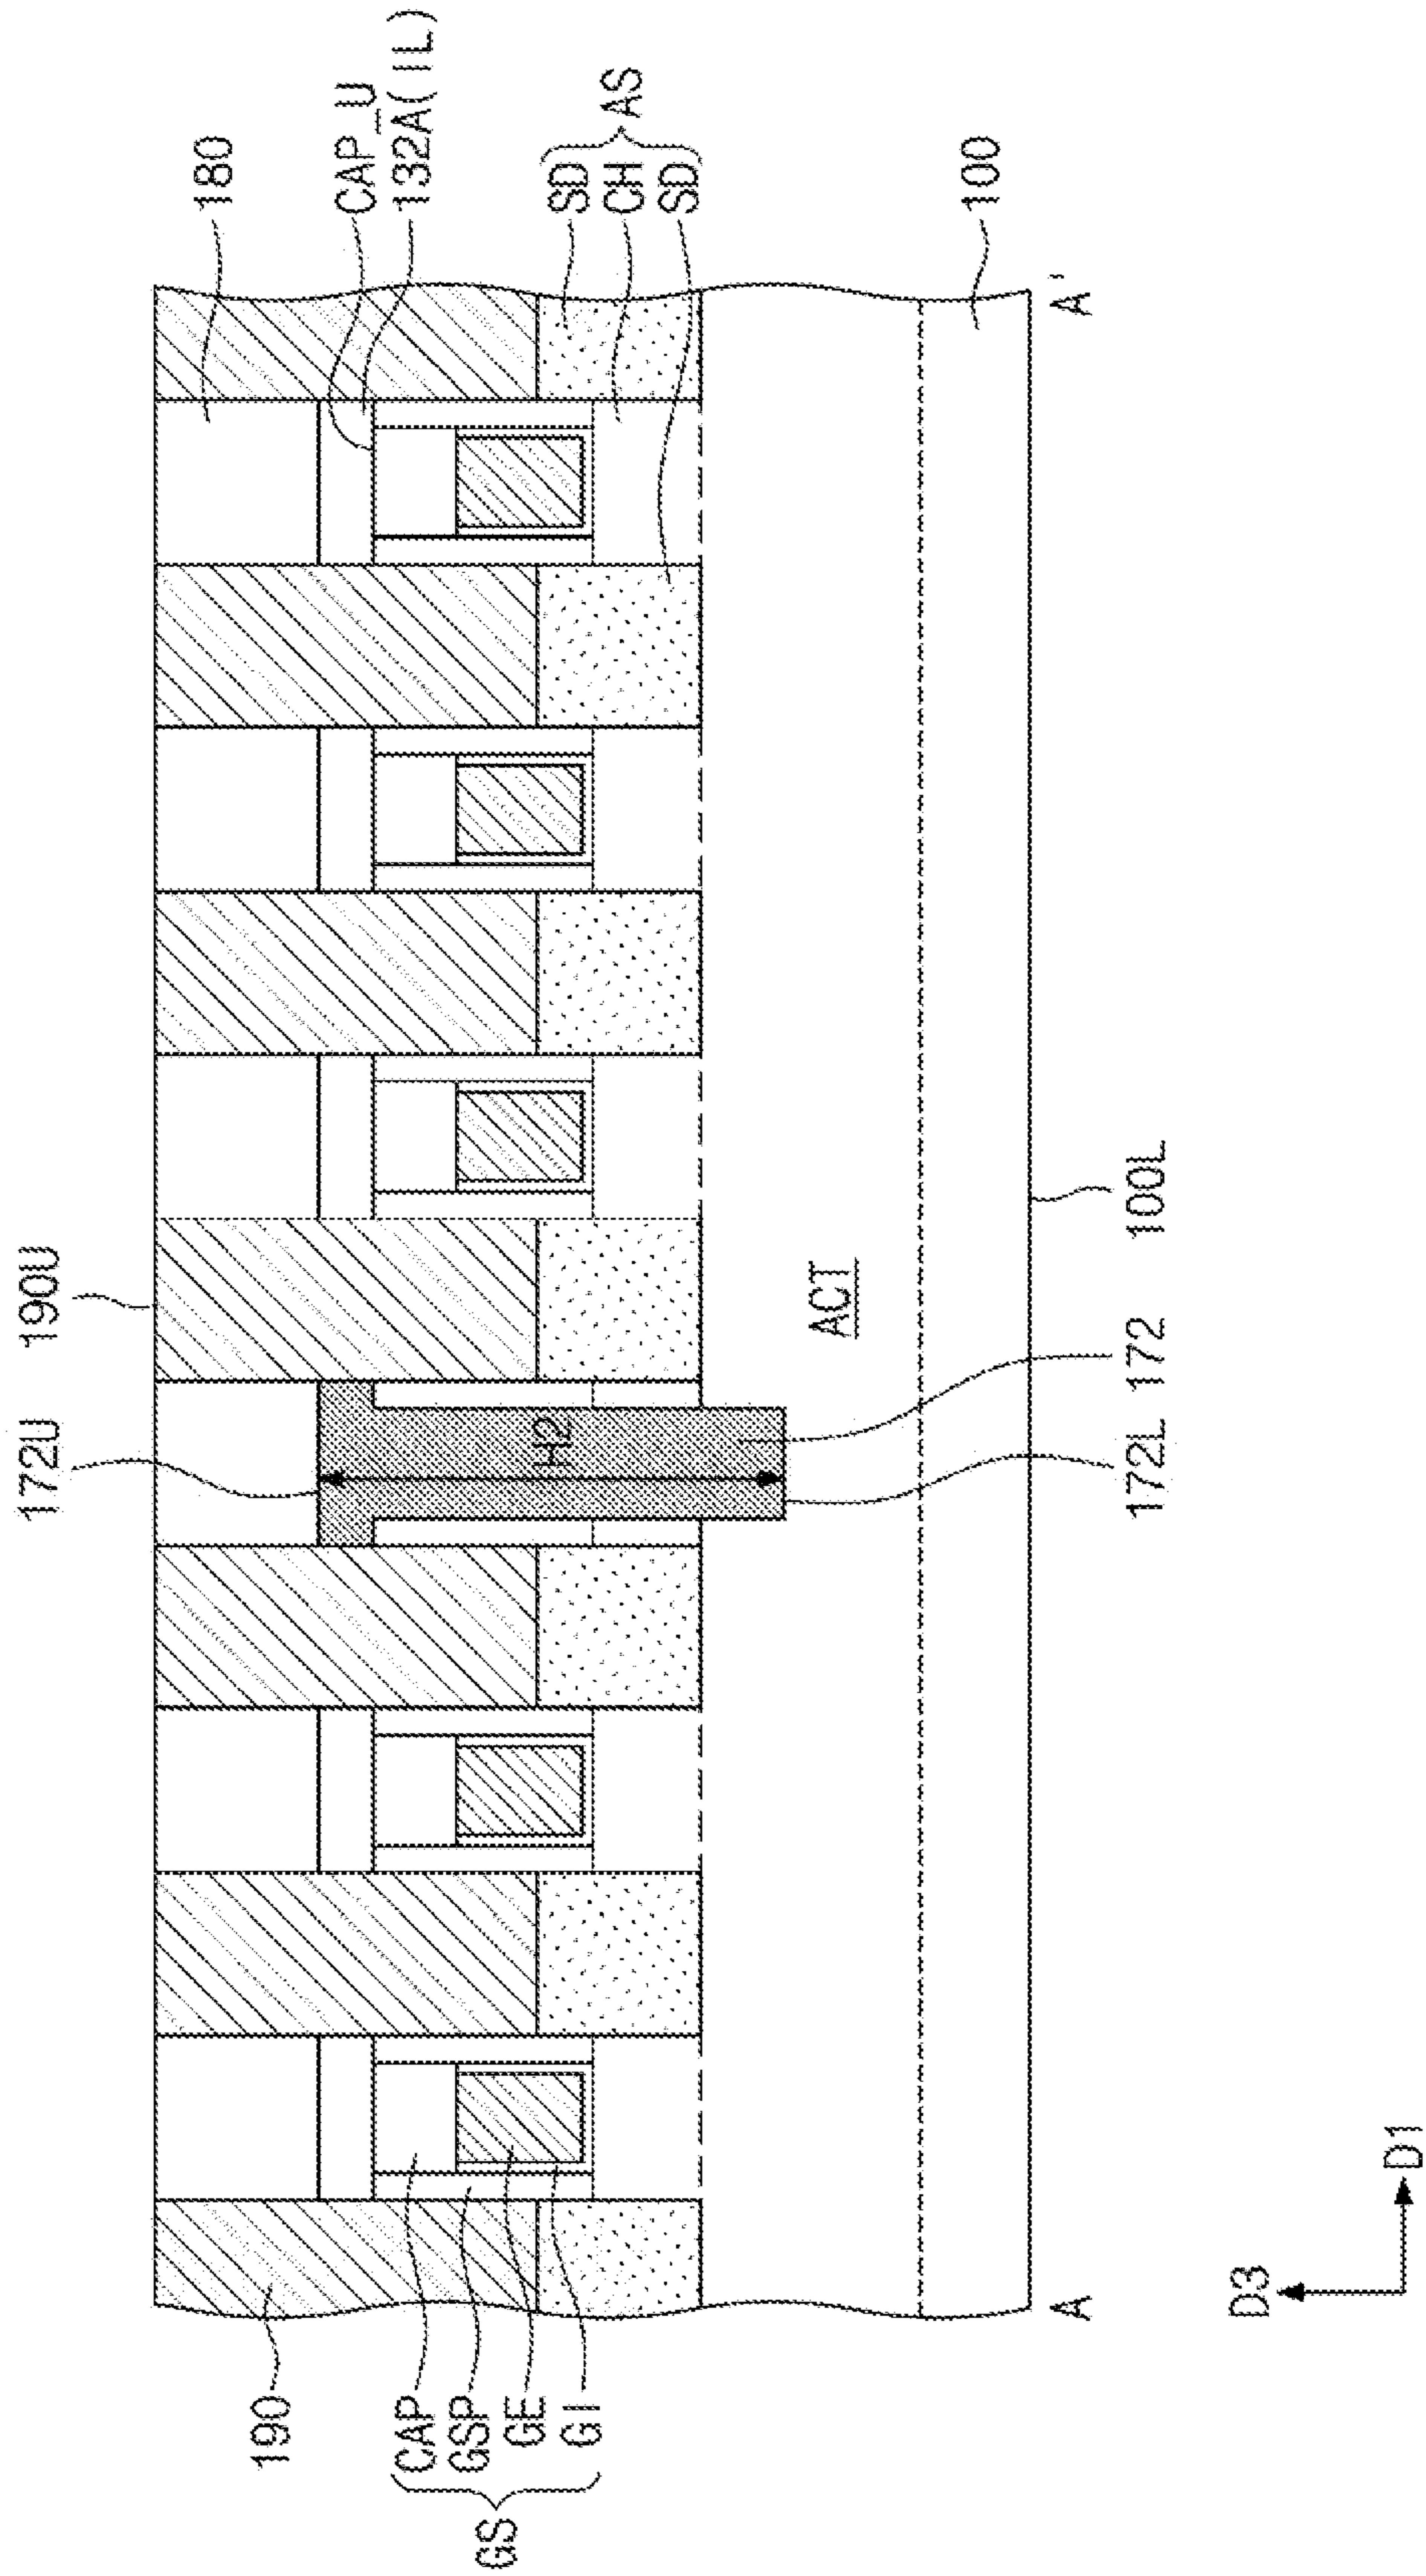 172U 190U
190
180
CAP_U
132A(IL)
CAP
GSP
GE
GI
GS
SD
CH
SD
AS
H2
ACT
100
A
A'
172L 172 100L
D3
D1